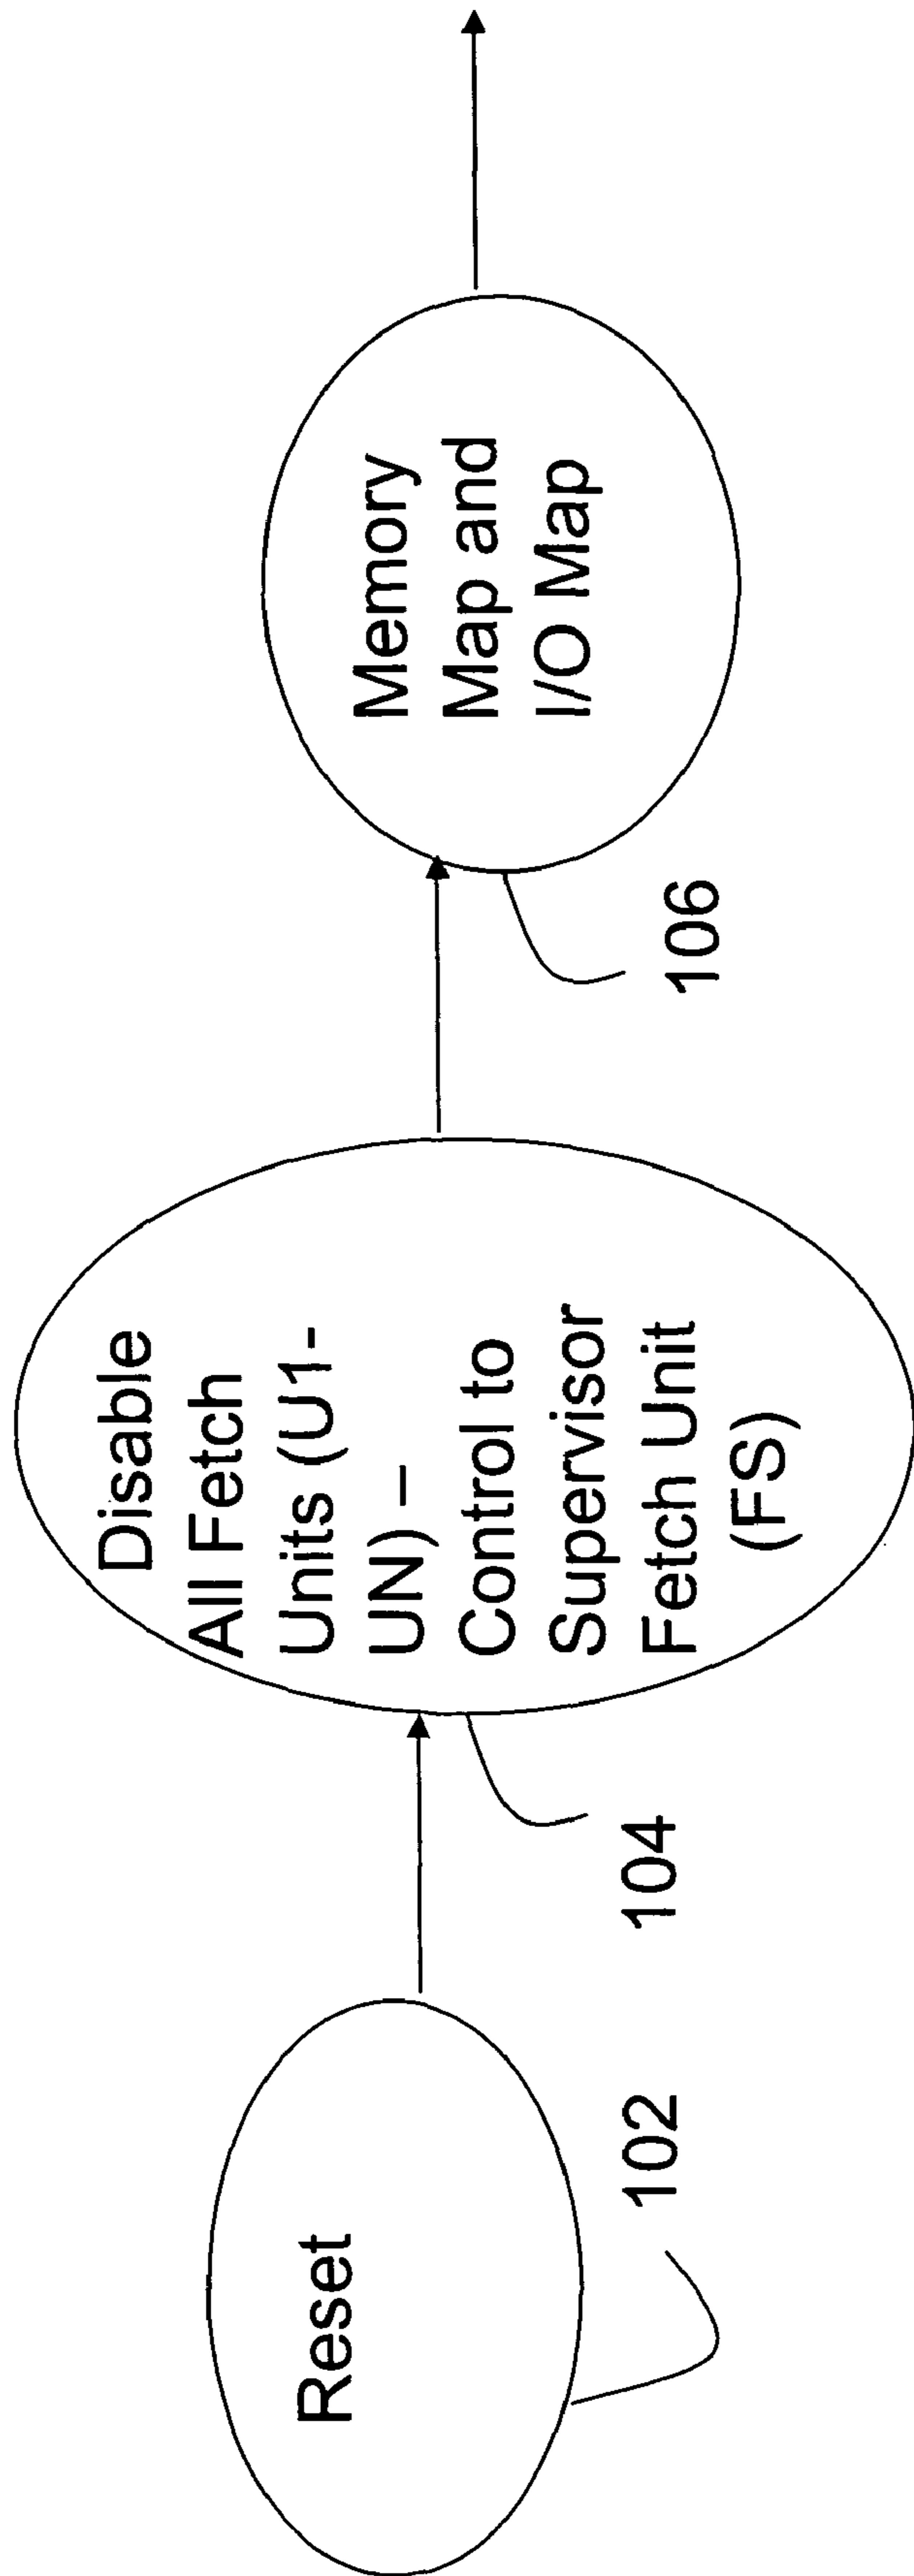 Reset
102
Disable
All Fetch
Units (U1-
UN) –
Control to
Supervisor
Fetch Unit
(FS)
104
Memory
Map and
I/O Map
106